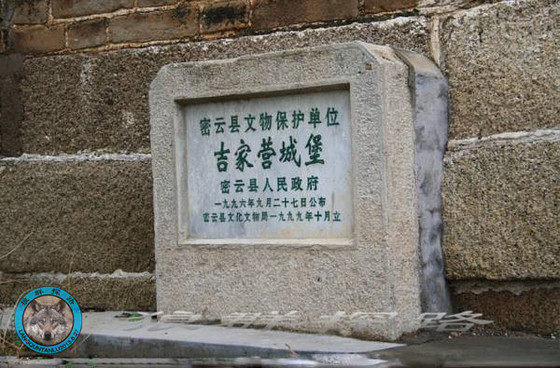 密云县文物保护单位
吉家营城堡
密云县人民政府
一九九六年九月二十七日公布
密云县文化文物局一九九九年十月立